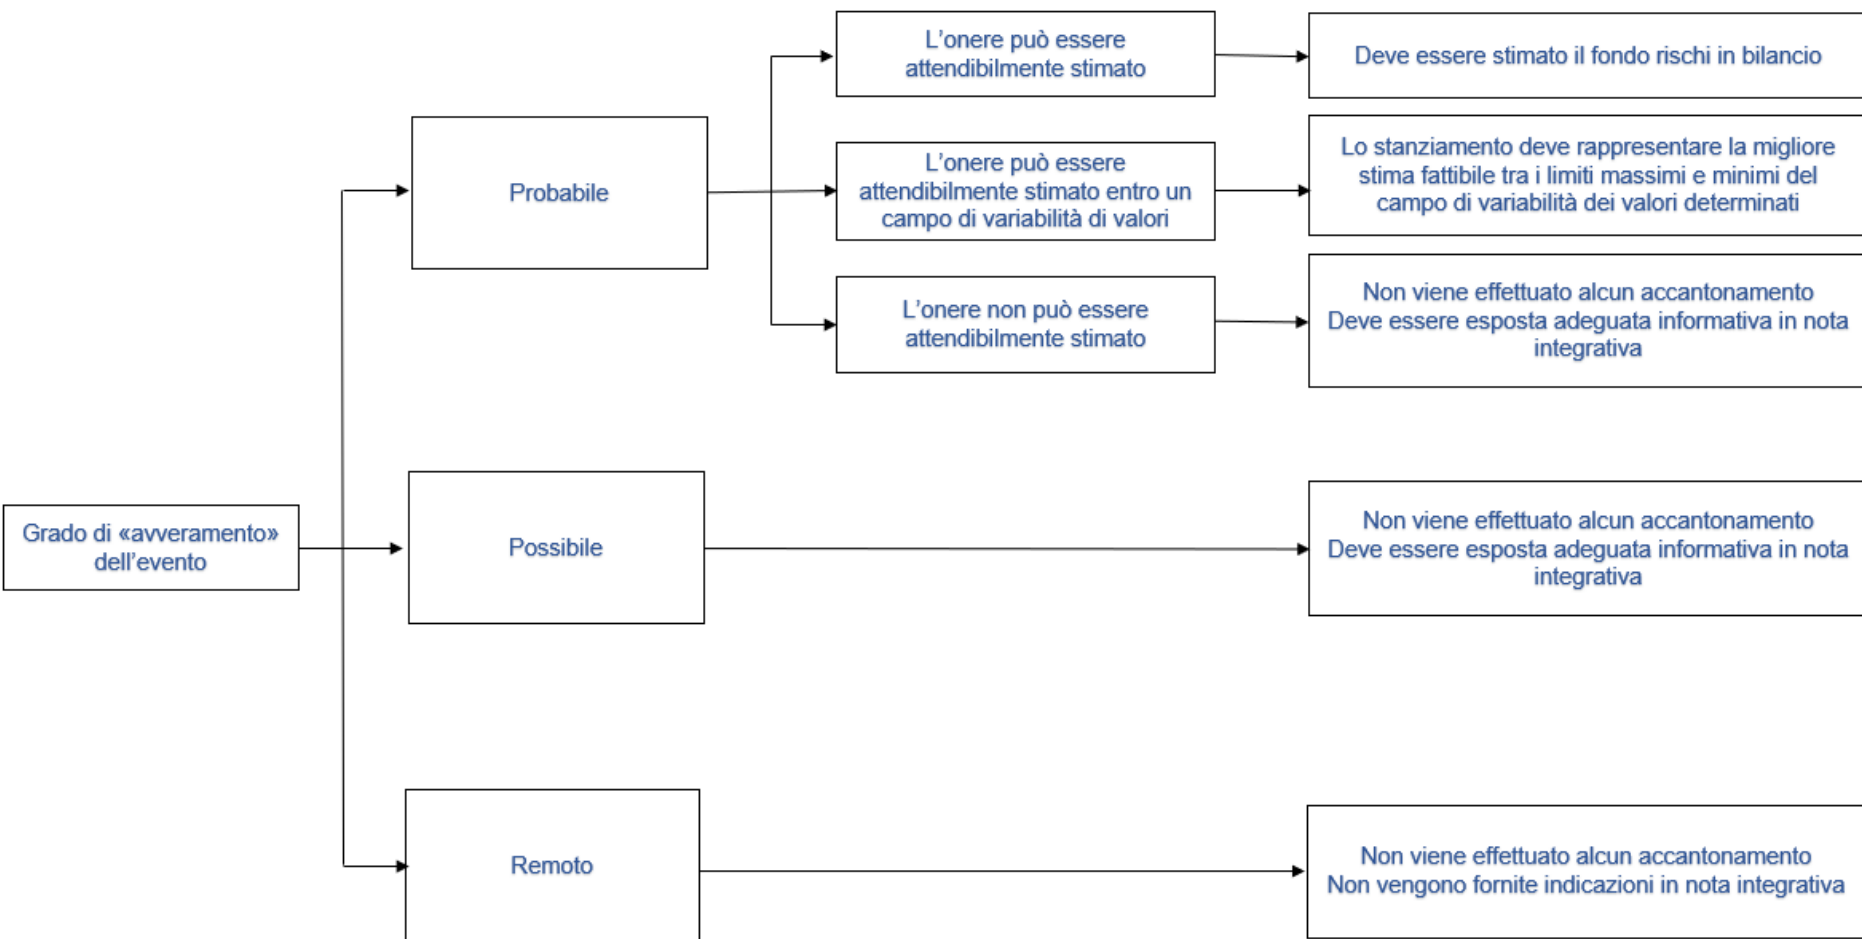 L'onere può essere
attendibilmente stimato
Deve essere stimato il fondo rischi in bilancio
Probabile
L'onere può essere
attendibilmente stimato entro un
campo di variabilità di valori
Lo stanziamento deve rappresentare la migliore
stima fattibile tra i limiti massimi e minimi del
campo di variabilità dei valori determinati
L'onere non può essere
attendibilmente stimato
Non viene effettuato alcun accantonamento
Deve essere esposta adeguata informativa in nota
integrativa
Grado di «avveramento»
dell'evento
Possibile
Non viene effettuato alcun accantonamento
Deve essere esposta adeguata informativa in nota
integrativa
Remoto
Non viene effettuato alcun accantonamento
Non vengono fornite indicazioni in nota integrativa